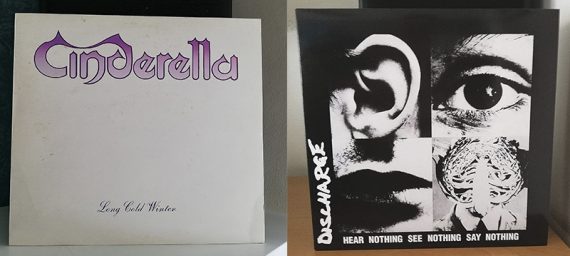 Cinderella
Long Cold Winter
DISCHARGE
HEAR NOTHING SEE NOTHING SAY NOTHING